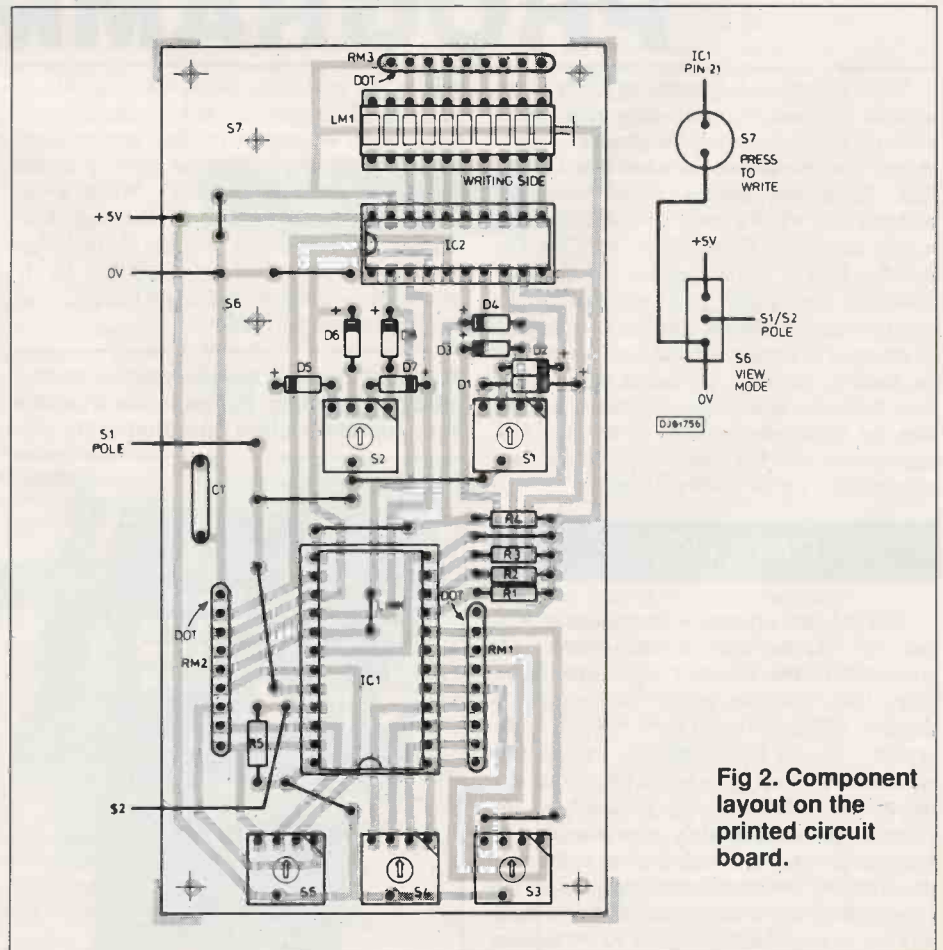 RM3
DOT
LM1
S7
WRITING SIDE
+5V
IC2
0V
S6
D4
D6
D3
D2
D5
D7
D1
S2
S1
S1
POLE
R4
R3
R2
R1
DOT
DOT
RM2
IC1
RM1
R5
S2
S5
S4
S3
IC1
PIN 21
S7
PRESS
TO
WRITE
+5V
S1/S2
POLE
S6
VIEW
MODE
0V
Fig 2. Component
layout on the
printed circuit
board.